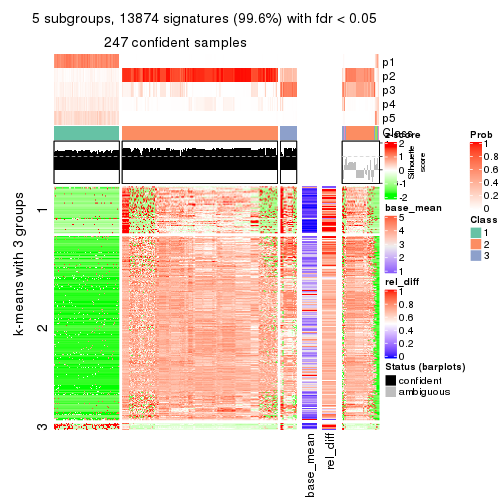 5 subgroups, 13874 signatures (99.6%) with fdr < 0.05
247 confident samples
p1
p2
p3
p4
p5
Class
z-score
2
1
0
-1
-2
Silhouette
score
Prob
1
0.8
0.6
0.4
0.2
0
base_mean
5
4
3
2
1
Class
1
2
3
rel_diff
1
0.8
0.6
0.4
0.2
0
Status (barplots)
confident
ambiguous
k-means with 3 groups
1
2
3
base_mean
rel_diff